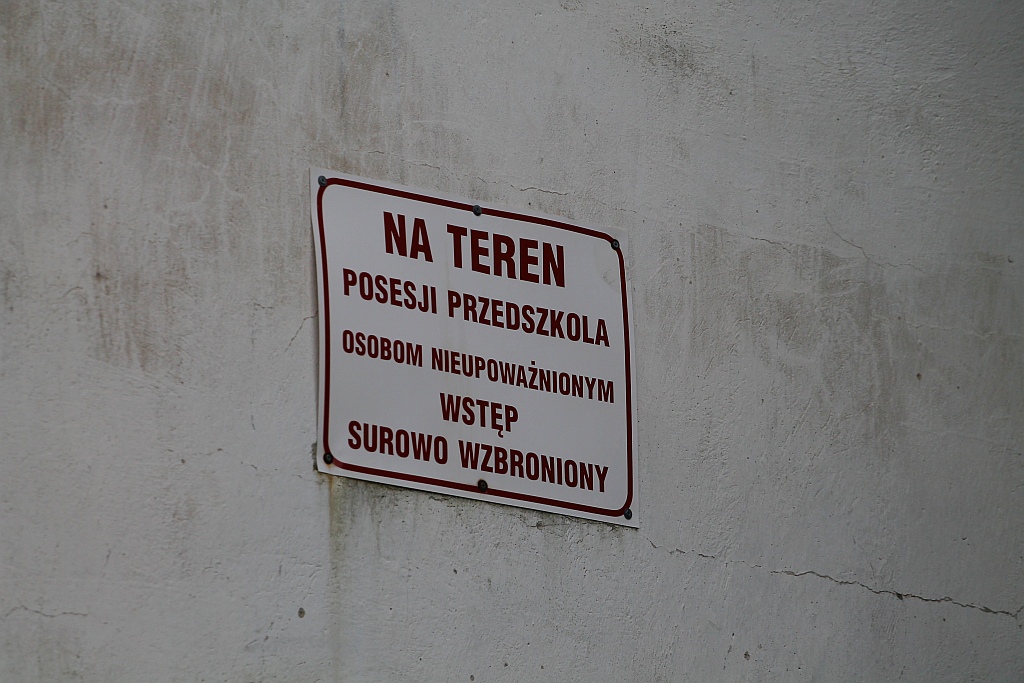 NA TEREN
POSESJI PRZEDSZKOLA
OSOBOM NIEUPOWAŻNIONYM
WSTĘP
SUROWO WZBRONIONY